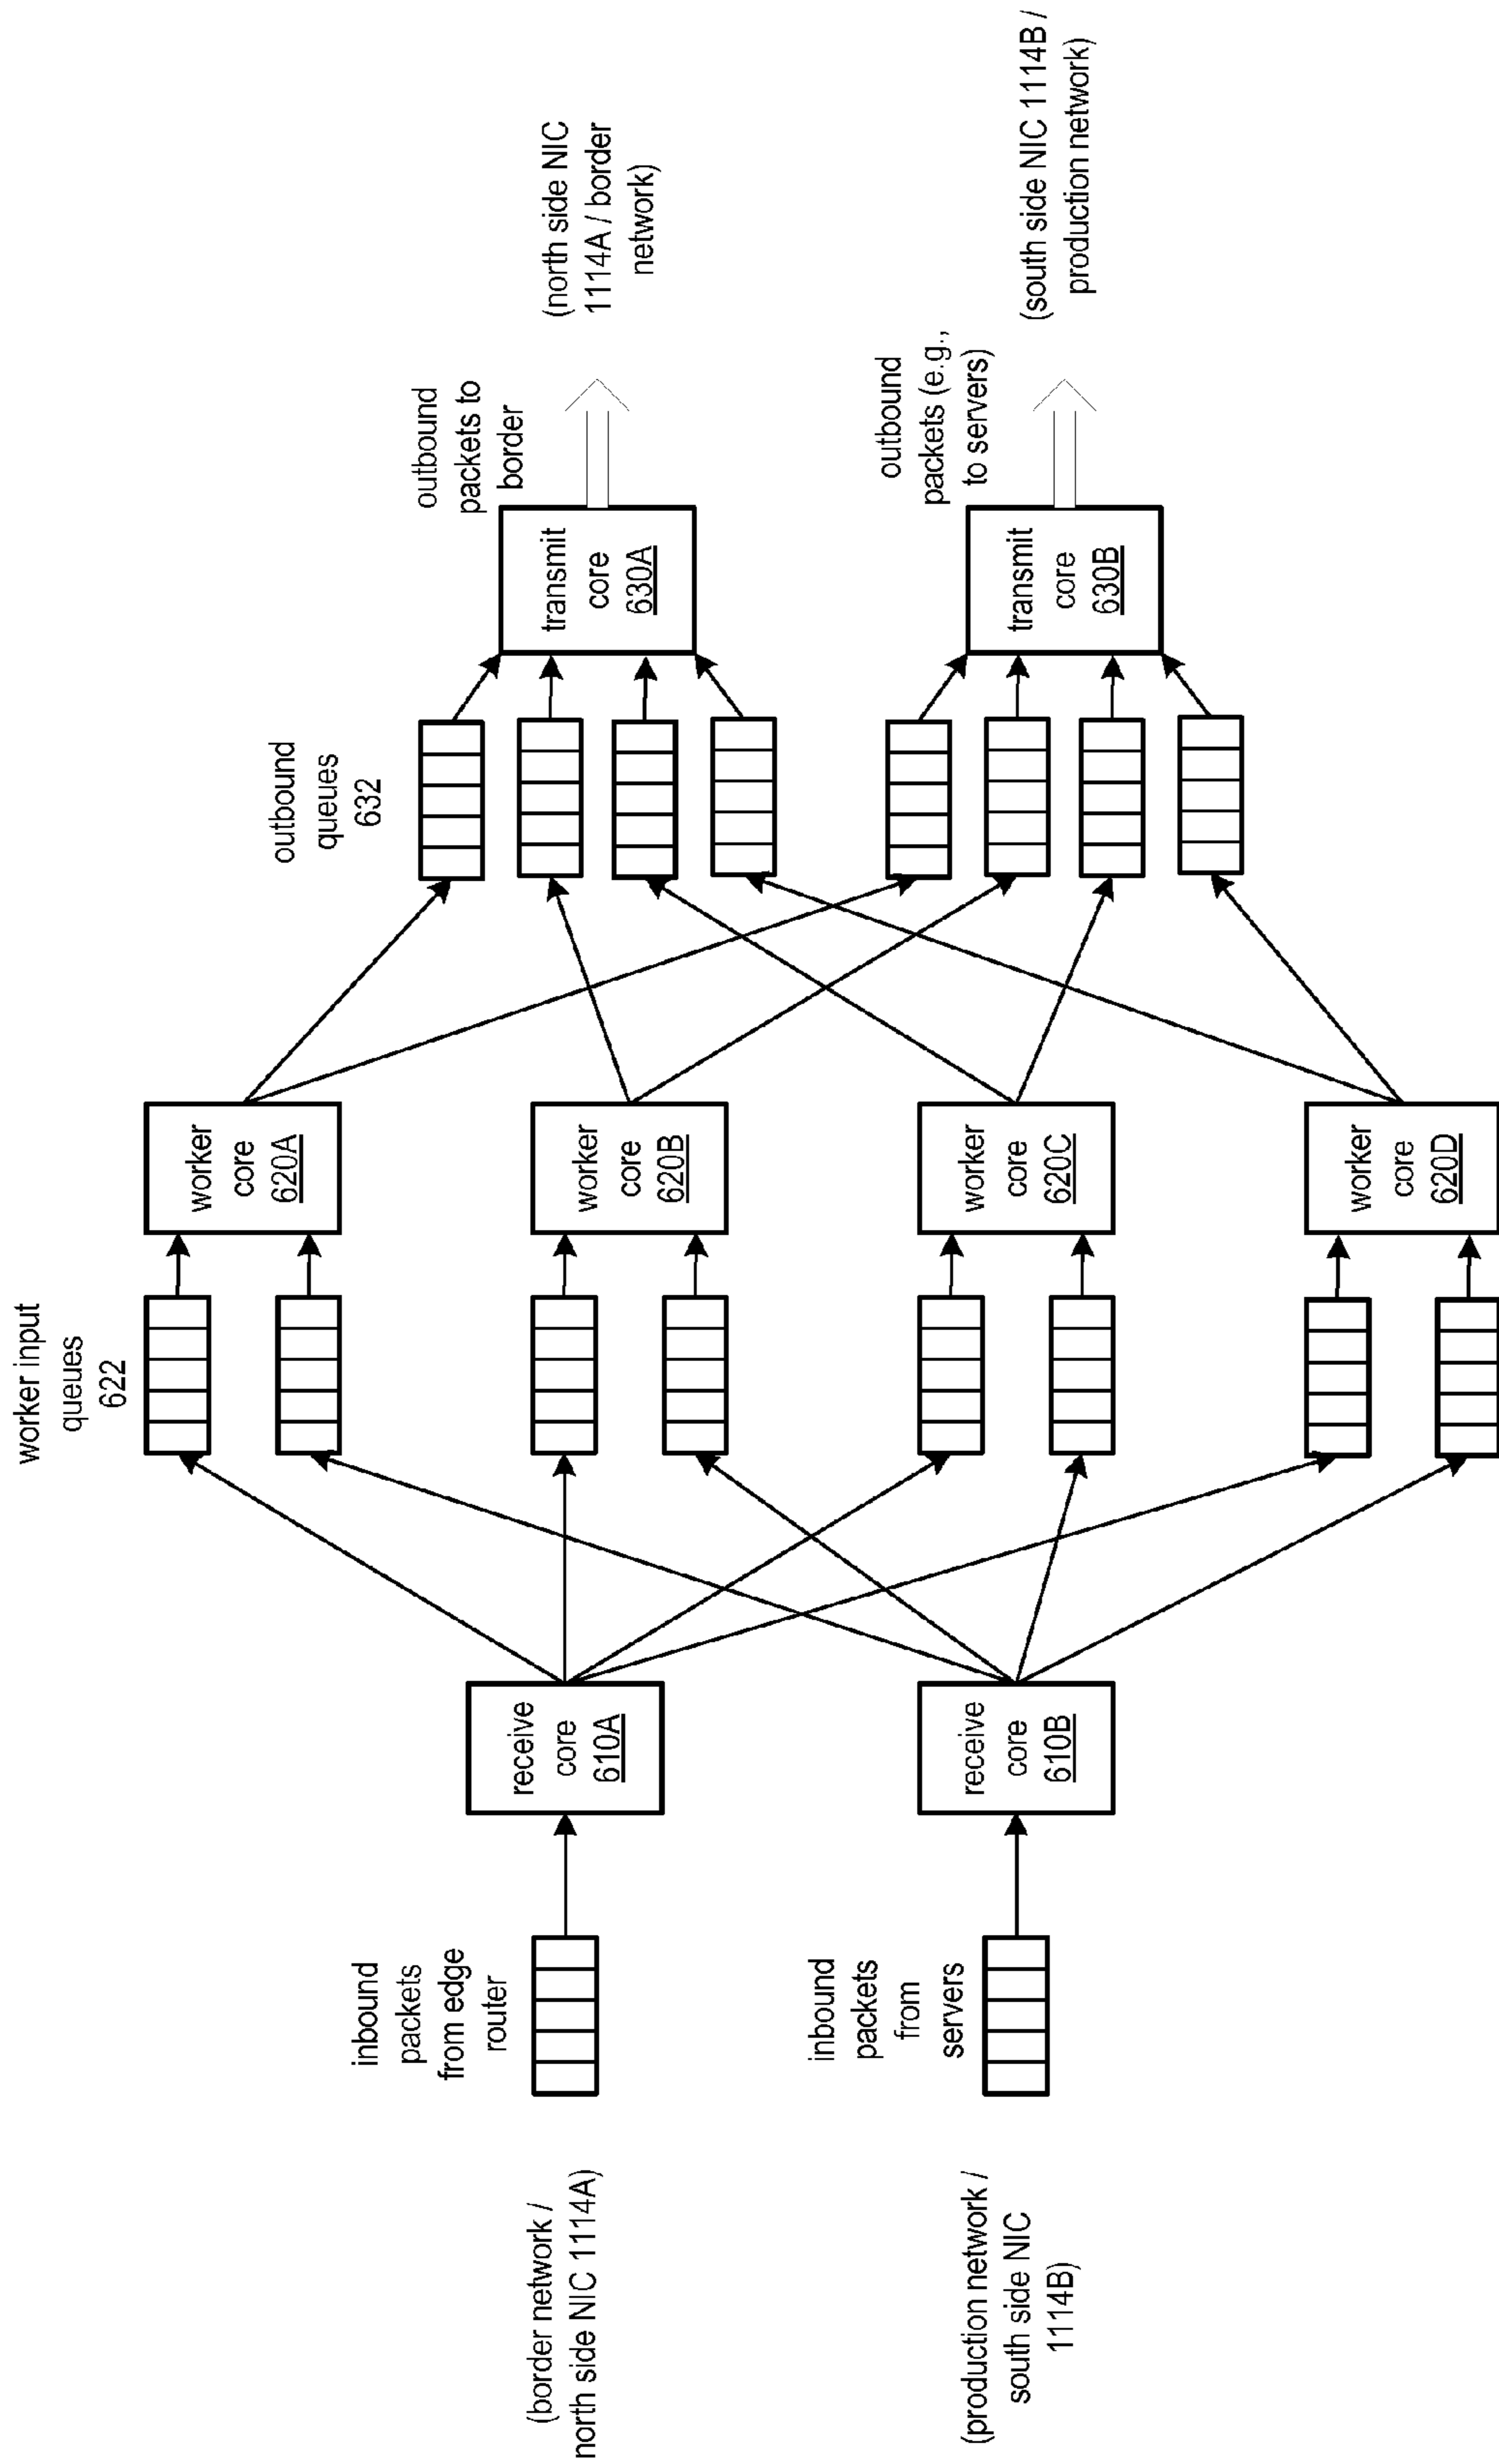 worker input
queues
622
outbound
queues
632
(border network /
north side NIC 1114A)
inbound
packets
from edge
router
receive
core
610A
(production network /
south side NIC
1114B)
inbound
packets
from
servers
receive
core
610B
worker
core
620A
worker
core
620B
worker
core
620C
worker
core
620D
transmit
core
630A
outbound
packets to
border
(north side NIC
1114A / border
network)
transmit
core
630B
outbound
packets (e.g.,
to servers)
(south side NIC 1114B /
production network)